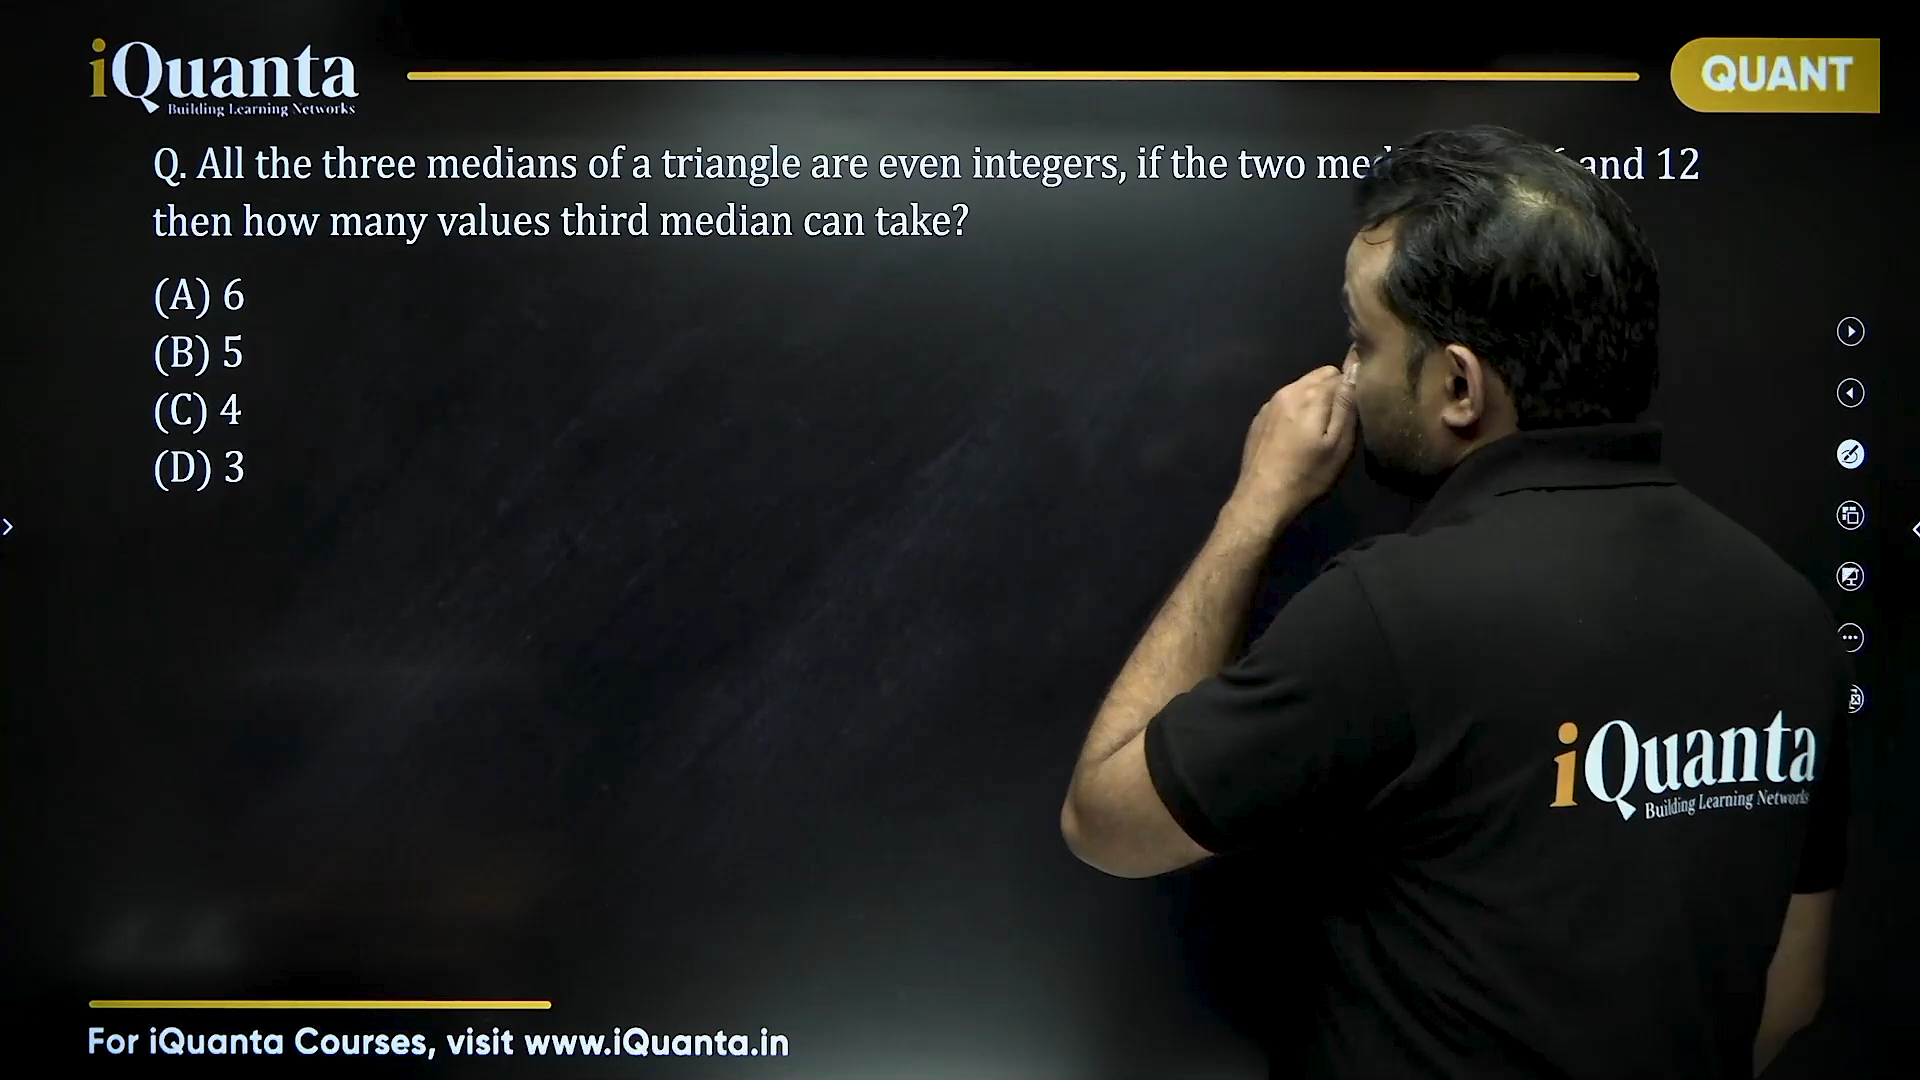 iQuanta
Building Learning Networks
QUANT
Q. All the three medians of a triangle are even integers, if the two and 12
then how many values third median can take?
(A) 6
(B) 5
(C) 4
(D) 3
iQuanta
Building Learning Networks
For iQuanta Courses, visit www.iQuanta.in